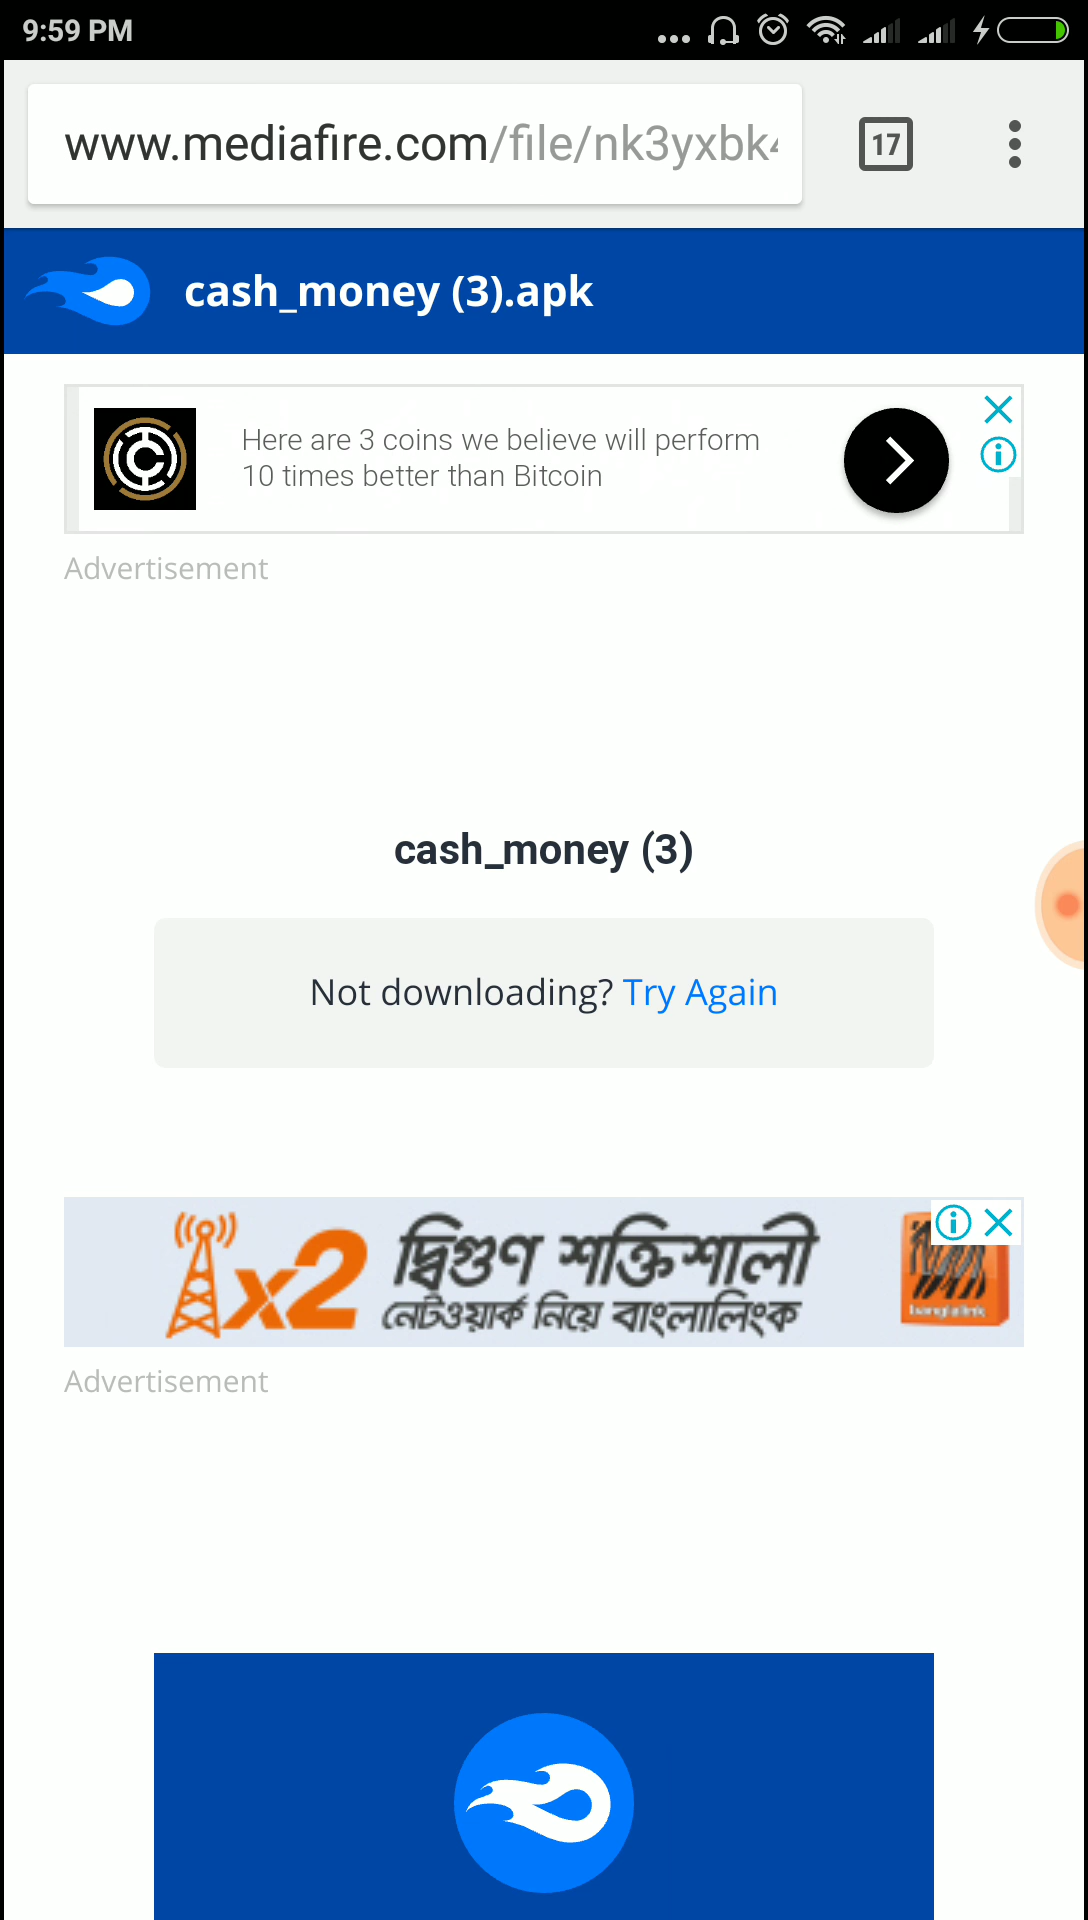 9:59 PM
www.mediafire.com/file/nk3yxbk
17
cash_money (3).apk
Here are 3 coins we believe will perform
10 times better than Bitcoin
Advertisement
cash_money (3)
Not downloading? Try Again
x2 দ্বিগুণ শক্তিশালী
নেটওয়ার্ক নিয়ে বাংলালিংক
banglalink
Advertisement